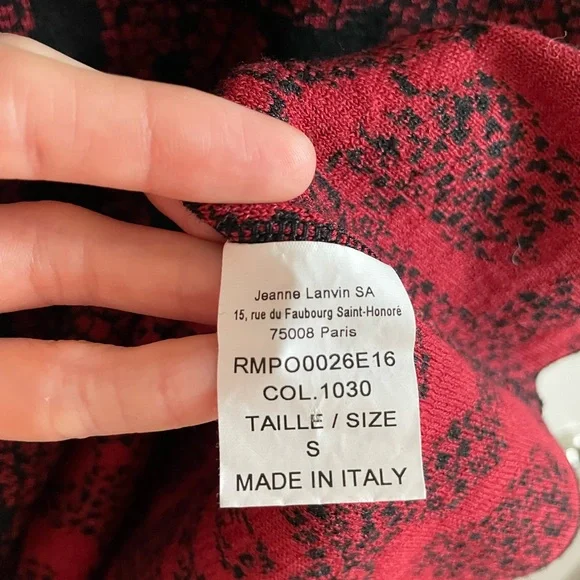 Jeanne Lanvin SA
15, rue du Faubourg Saint-Honoré
75008 Paris
RMPO0026E16
COL.1030
TAILLE / SIZE
S
MADE IN ITALY